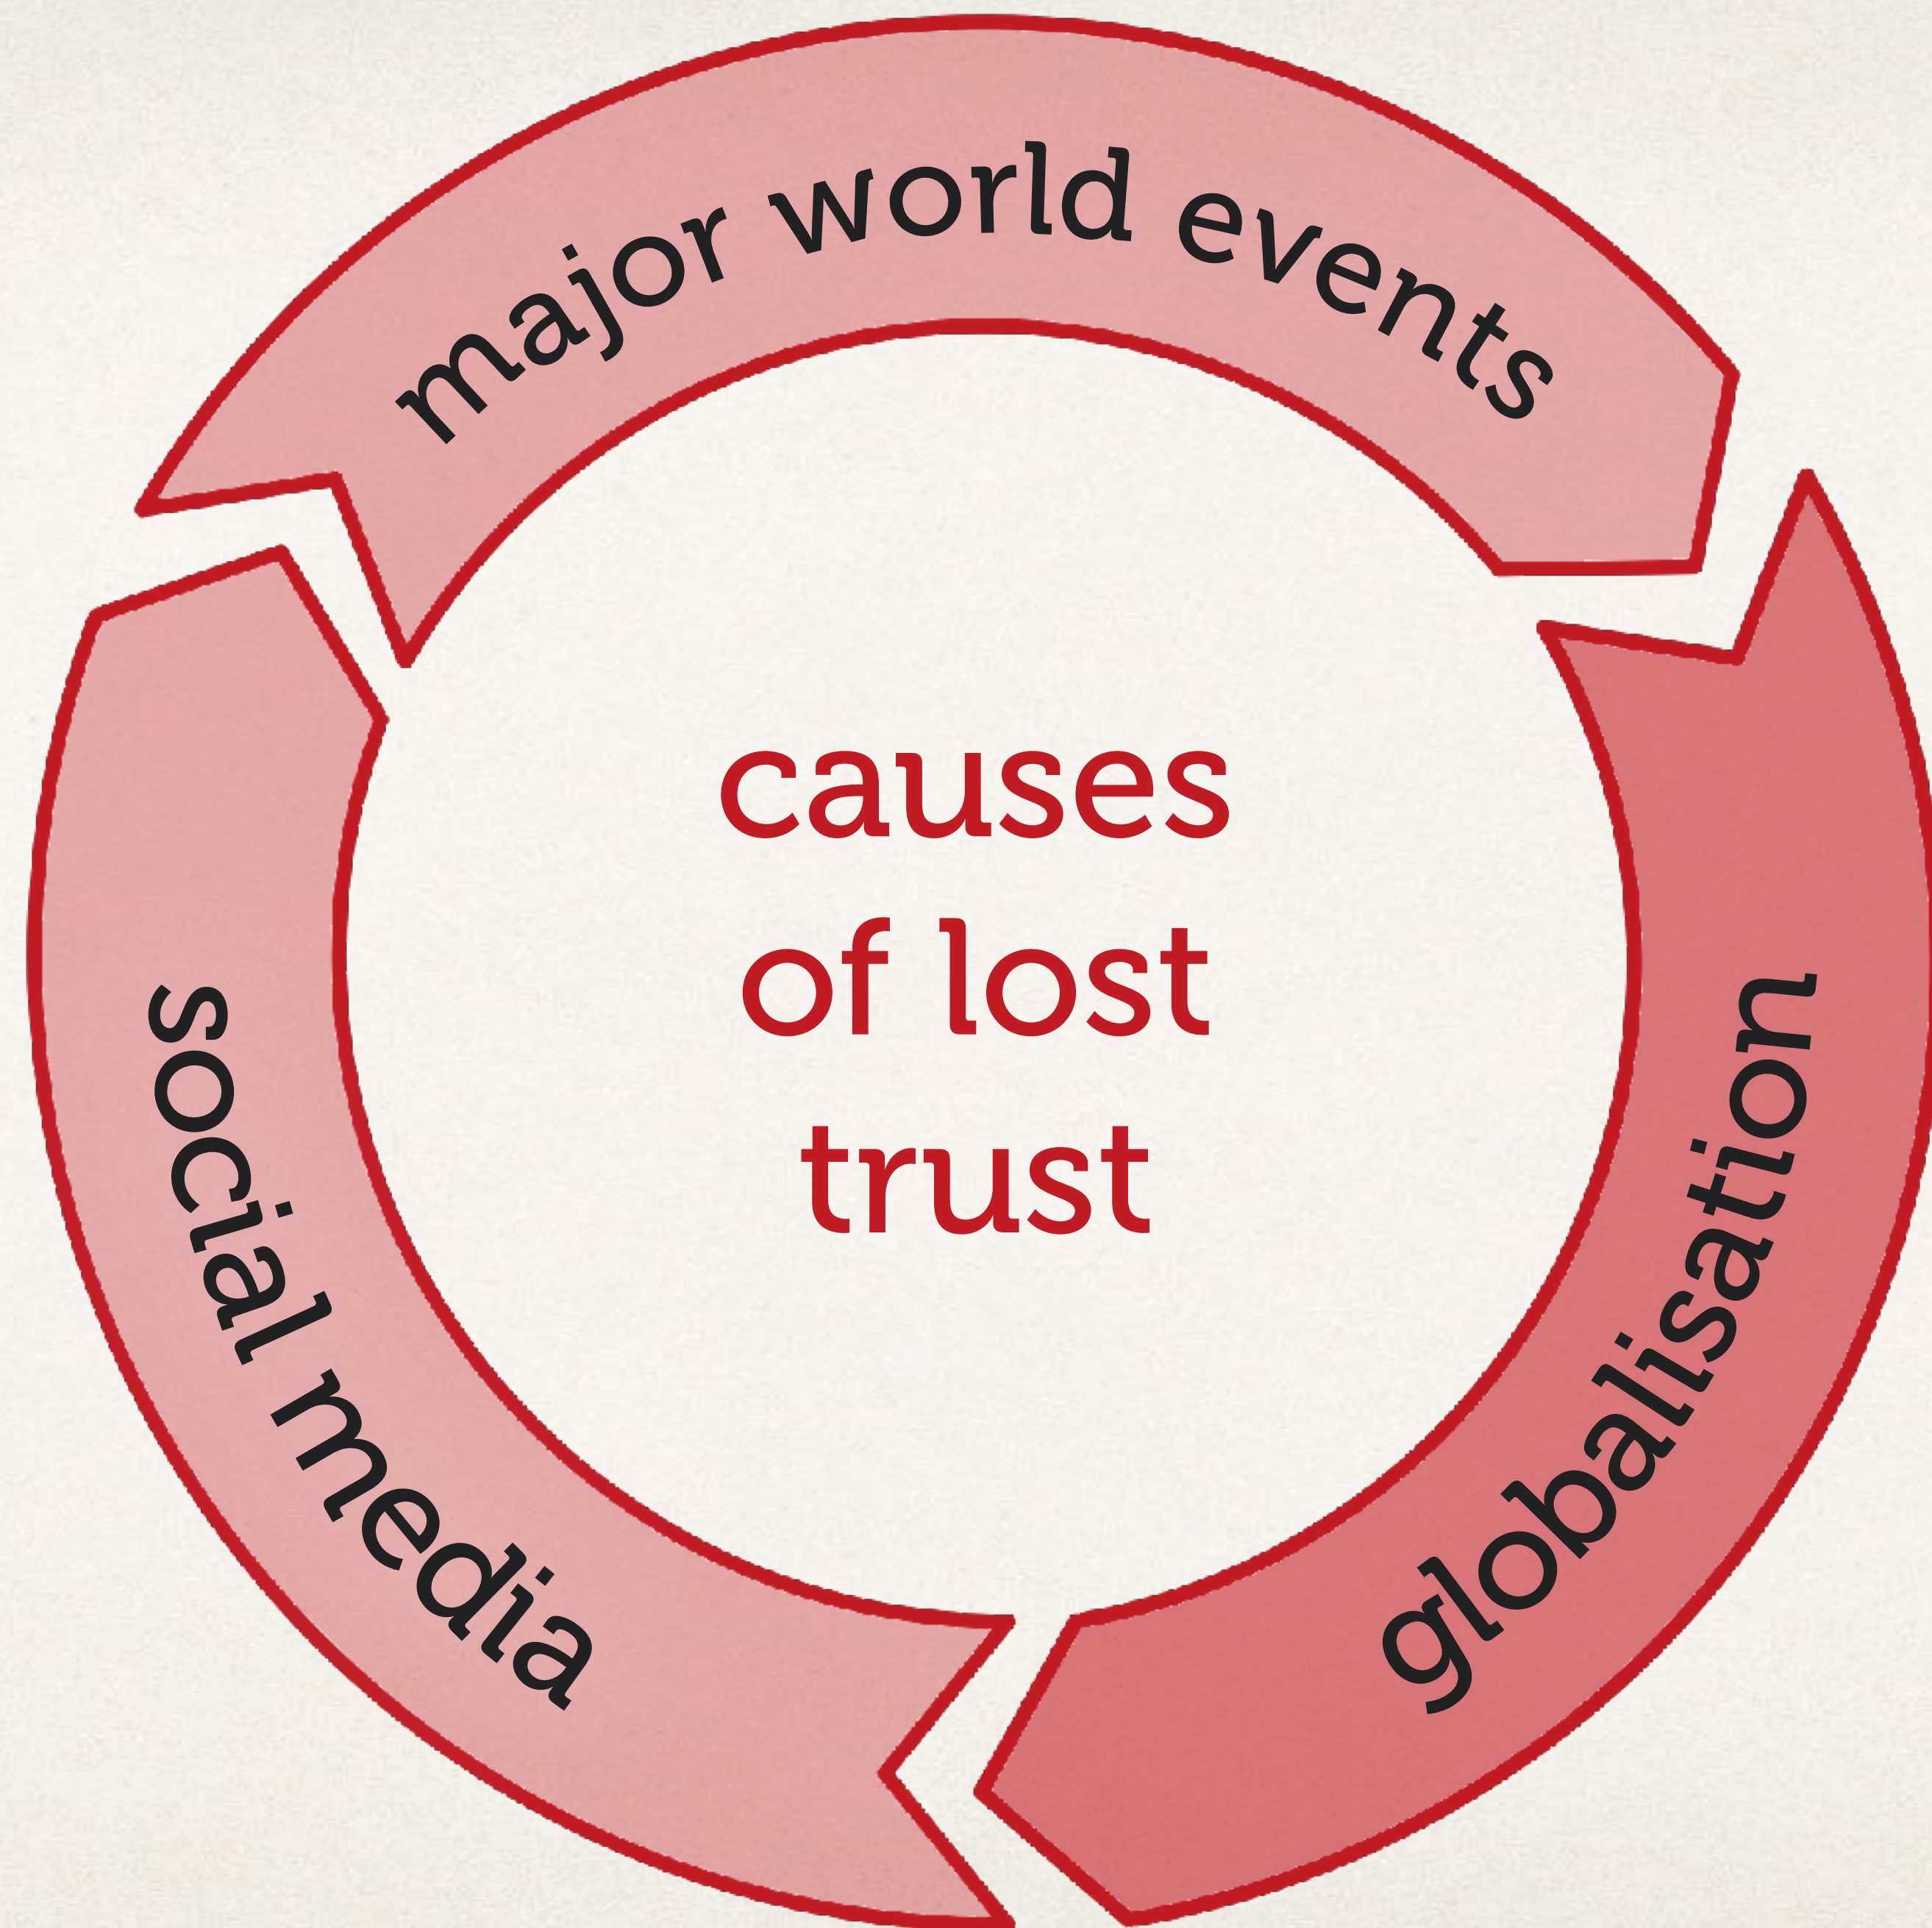 major world events
causes
of lost
trust
social media
globalisation